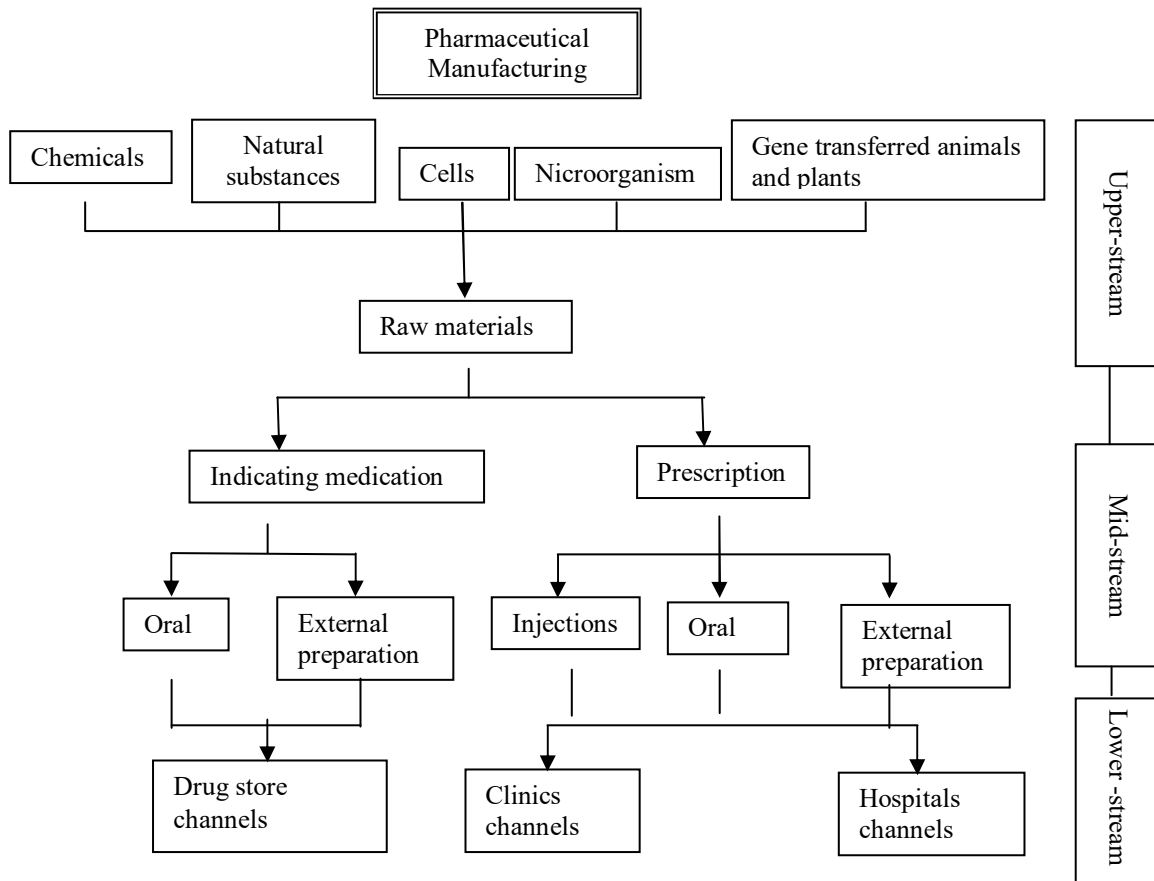 Pharmaceutical
Manufacturing
Chemicals
Natural
substances
Cells
Nicroorganism
Gene transferred animals
and plants
Upper-stream
Raw materials
Indicating medication
Prescription
Mid-stream
Oral
External
preparation
Injections
Oral
External
preparation
Drug store
channels
Clinics
channels
Hospitals
channels
Lower -stream